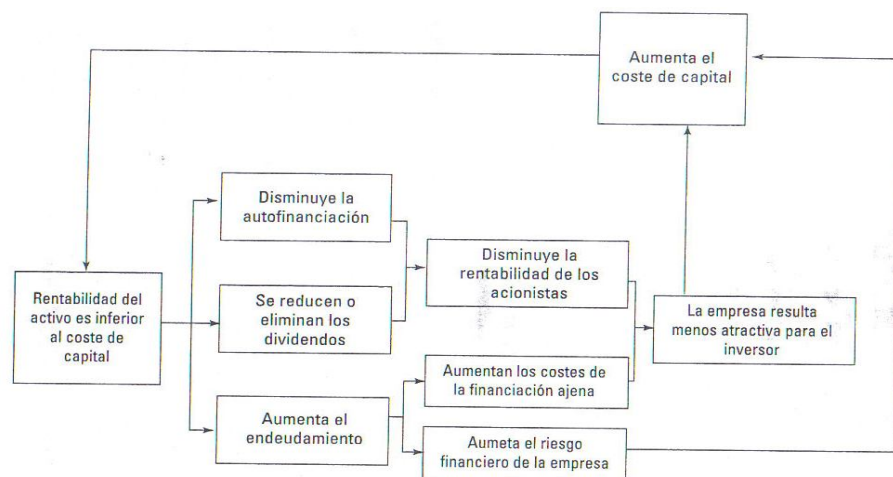 Aumenta el
coste de capital
Disminuye la
autofinanciación
Disminuye la
rentabilidad de los
acionistas
Rentabilidad del
activo es inferior
al coste de
capital
Se reducen o
eliminan los
dividendos
La empresa resulta
menos atractiva para el
inversor
Aumentan los costes de
la financiación ajena
Aumenta el
endeudamiento
Aumeta el riesgo
financiero de la empresa